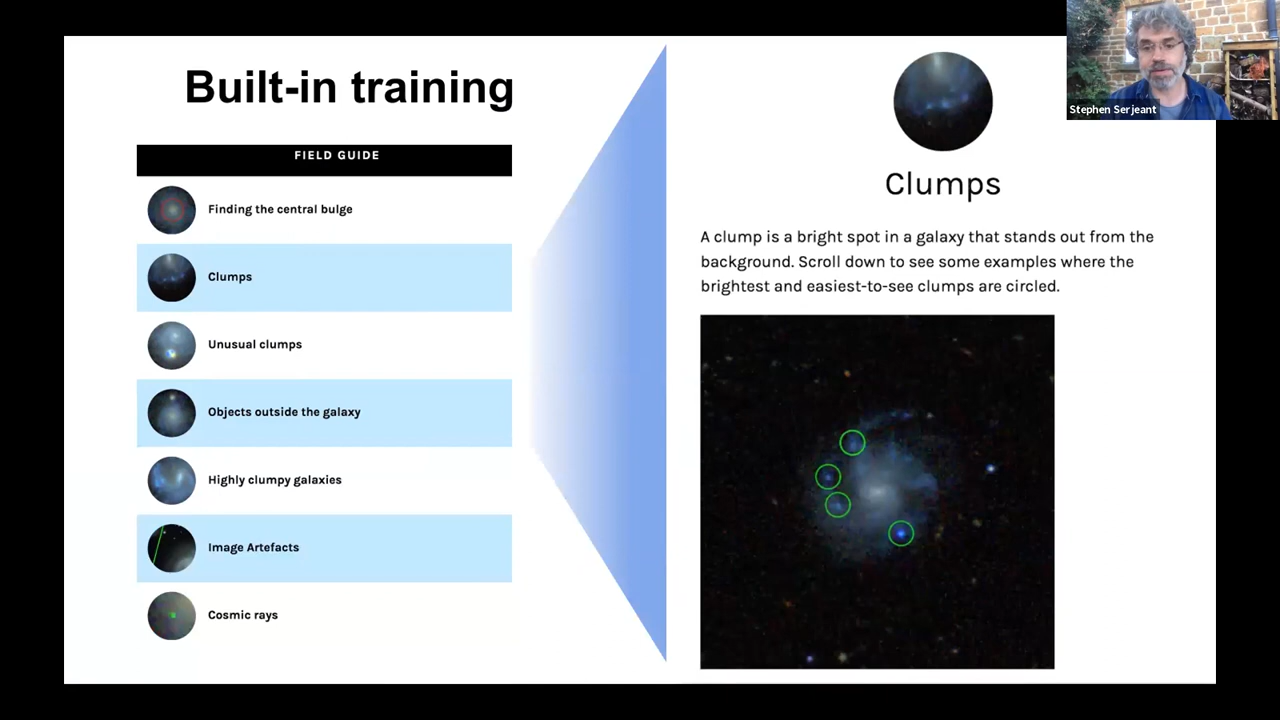 Built-in training
FIELD GUIDE
Finding the central bulge
Clumps
Unusual clumps
Objects outside the galaxy
Highly clumpy galaxies
Image Artefacts
Cosmic rays
Clumps
A clump is a bright spot in a galaxy that stands out from the
background. Scroll down to see some examples where the
brightest and easiest-to-see clumps are circled.
Stephen Serjeant